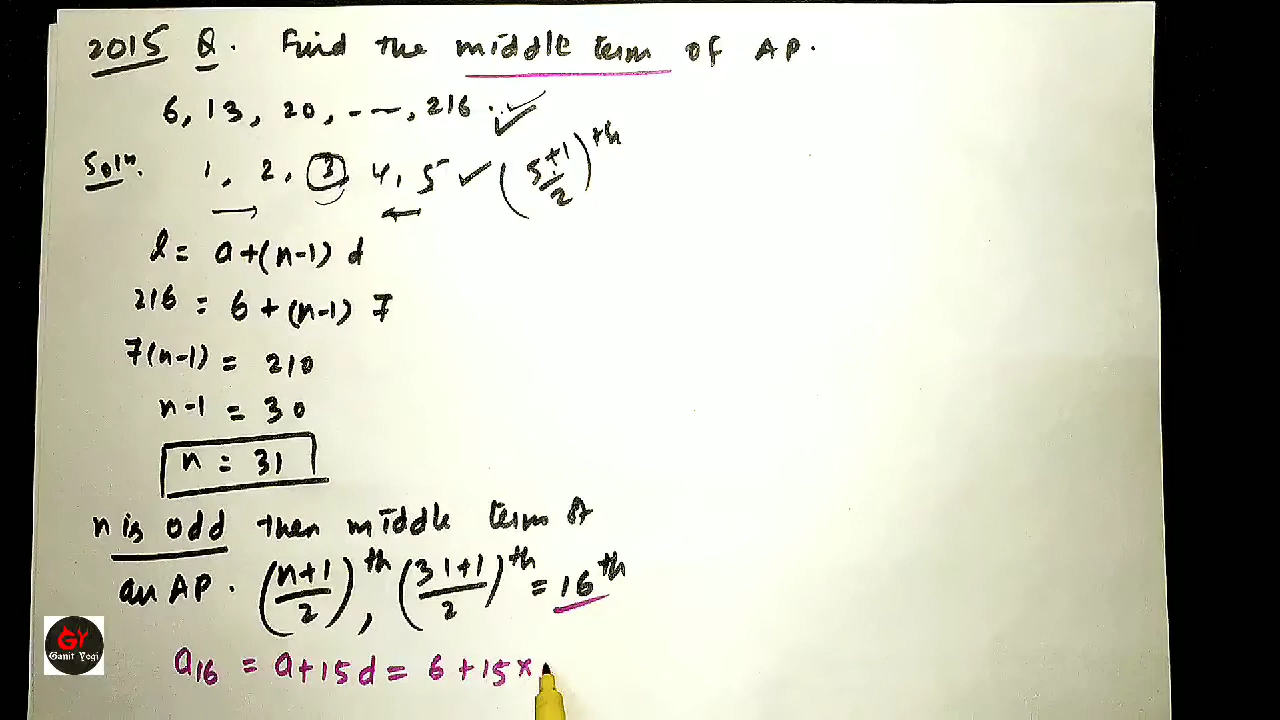 2015 Q. Find the middle term of AP.
6, 13, 20, -----, 216.
Soln. 1, 2, 3, 4, 5 ✓ (5+1/2)th
l = a+(n-1) d
216 = 6 + (n-1) 7
7(n-1) = 210
n-1 = 30
n = 31
n is odd then middle term of
an AP. (n+1/2)th, (31+1/2)th = 16th
GY
Ganit Yogi
a16 = a+15d = 6+15×